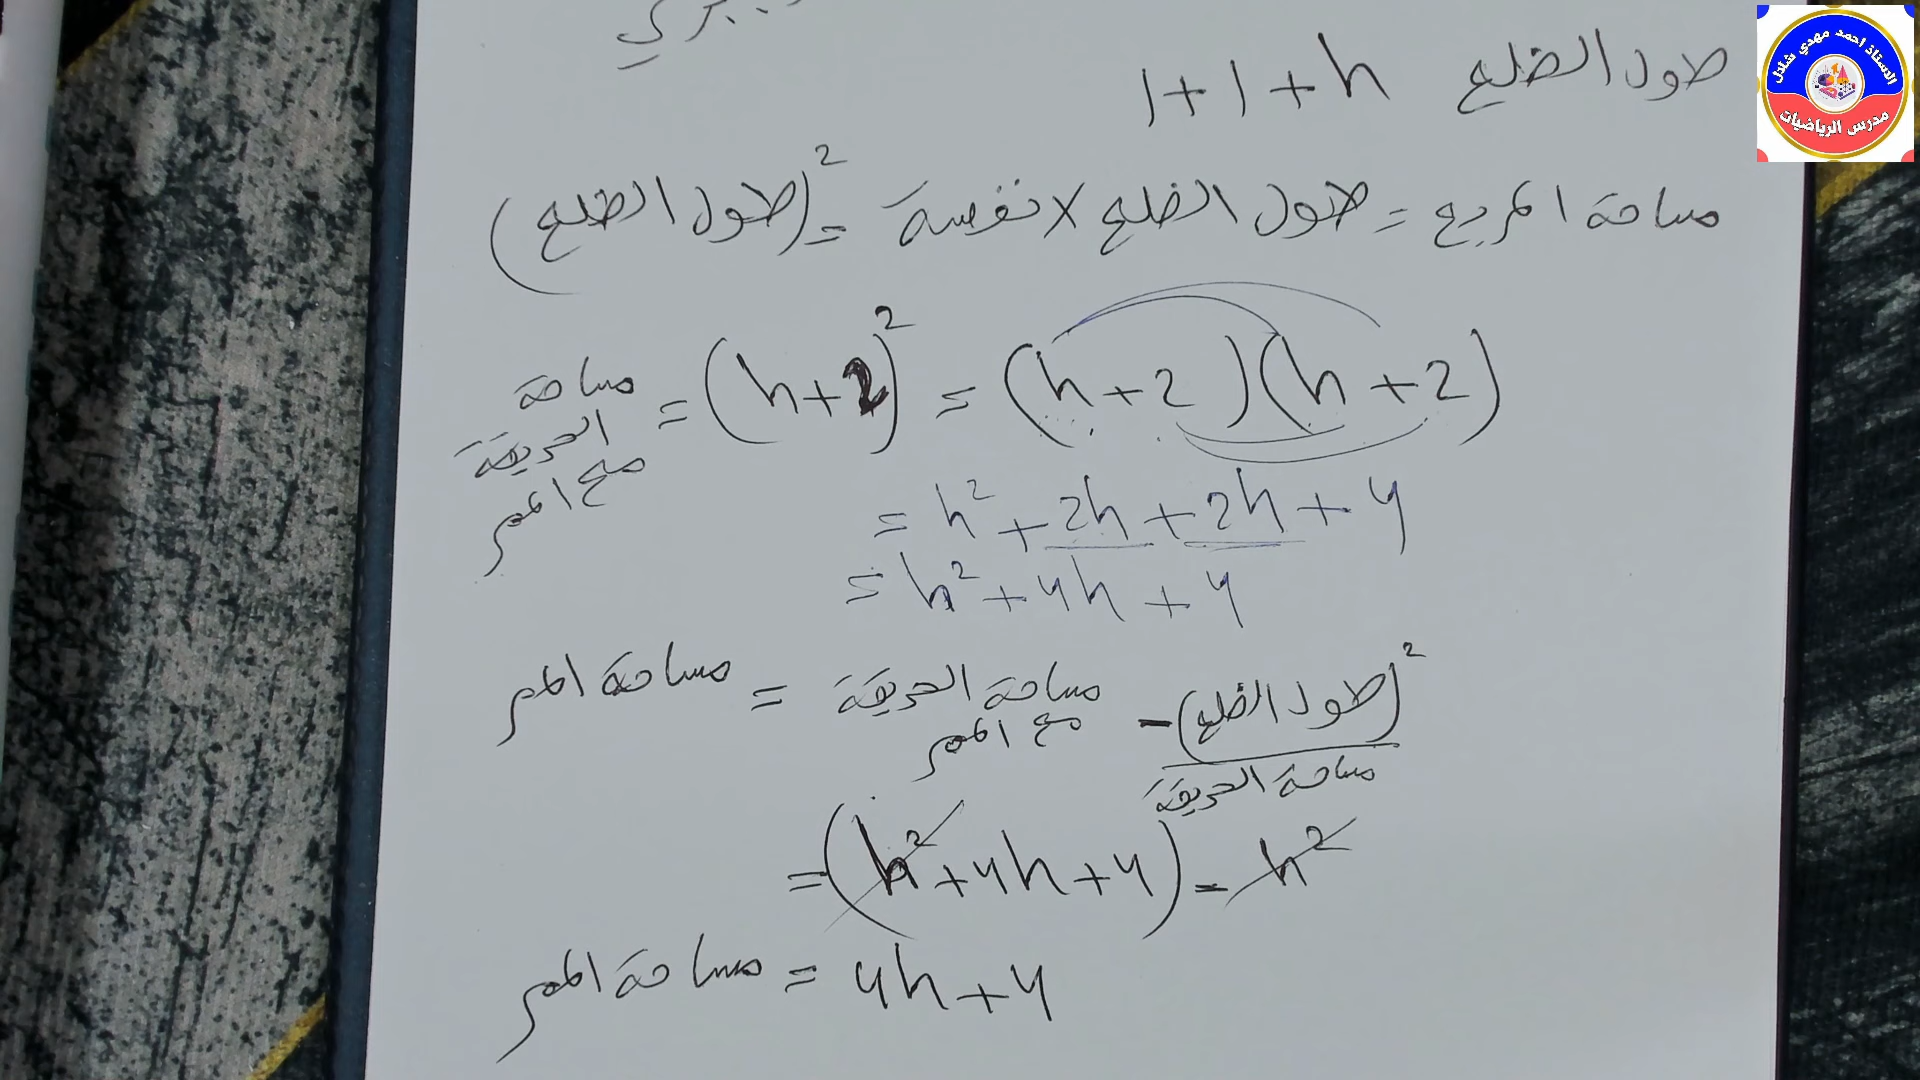 طول الضلع h + 1 + 1
مساحة المربع = طول الضلع × نفسه = (طول الضلع)²
مساحة الحديقة مع الممر = (h+2)² = (h+2)(h+2)
= h² + 2h + 2h + 4
= h² + 4h + 4
مساحة الممر = مساحة الحديقة مع الممر - (طول الضلع)²
مساحة الحديقة
= (h² + 4h + 4) - h²
مساحة الممر = 4h + 4
الاستاذ احمد مهدي شلال
مدرس الرياضيات